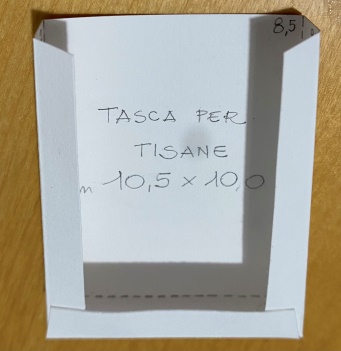 8,5
TASCA PER
TISANE
10,5 × 10,0